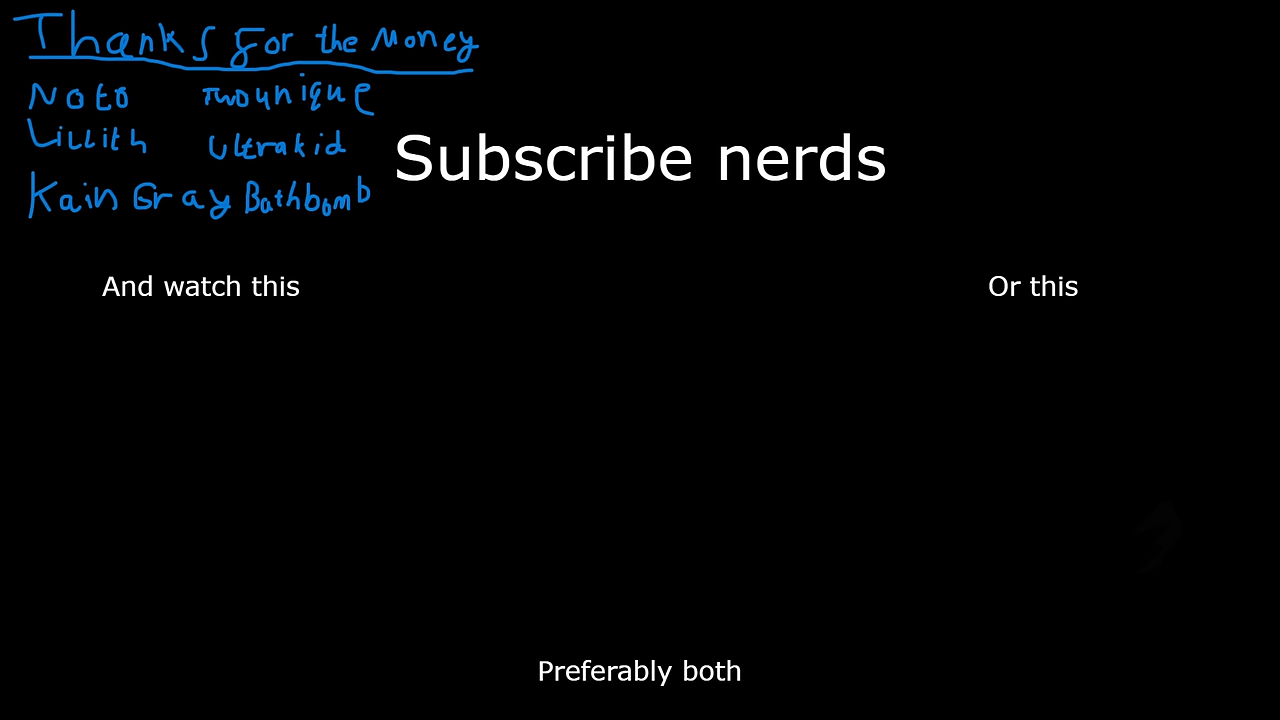 Thanks for the Money
Noto Twounique
Lillith Ultrakid
Kain Gray Bathbomb
Subscribe nerds
And watch this
Or this
Preferably both